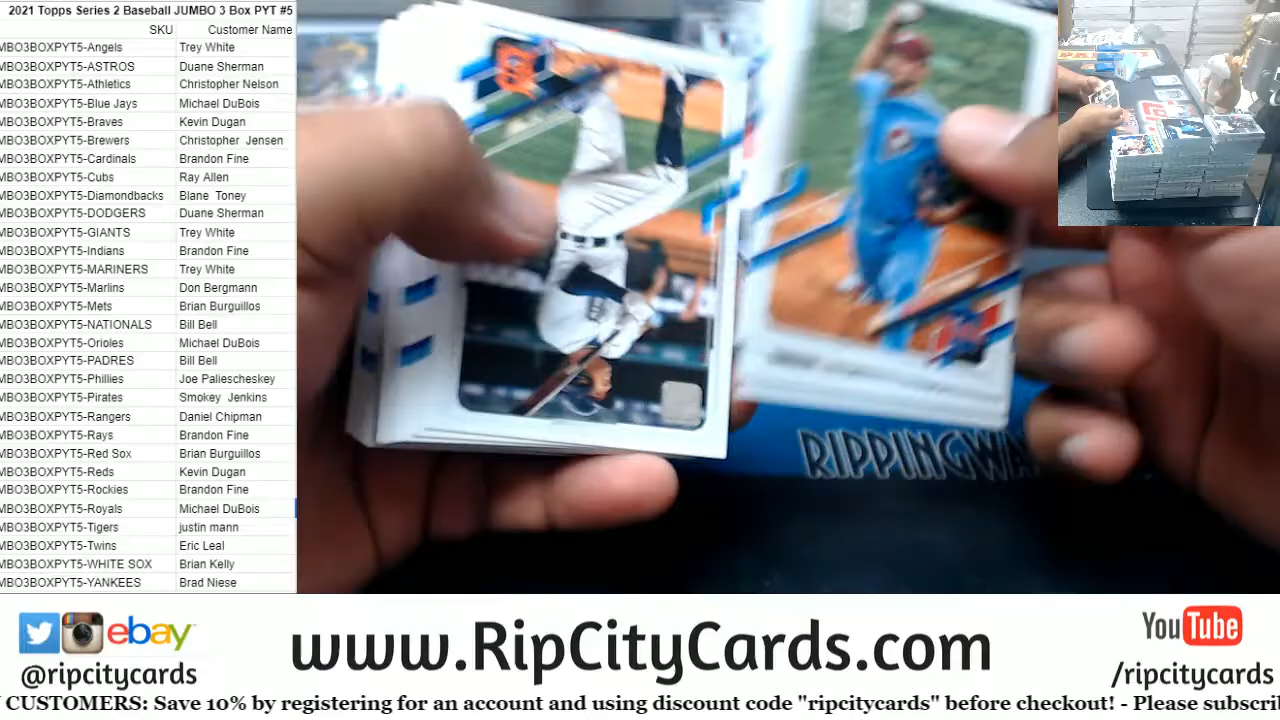 2021 Topps Series 2 Baseball JUMBO 3 Box PYT #5
SKU Customer Name
MBO3BOXPYT5-Angels Trey White
MBO3BOXPYT5-ASTROS Duane Sherman
MBO3BOXPYT5-Athletics Christopher Nelson
MBO3BOXPYT5-Blue Jays Michael DuBois
MBO3BOXPYT5-Braves Kevin Dugan
MBO3BOXPYT5-Brewers Christopher Jensen
MBO3BOXPYT5-Cardinals Brandon Fine
MBO3BOXPYT5-Cubs Ray Allen
MBO3BOXPYT5-Diamondbacks Blane Toney
MBO3BOXPYT5-DODGERS Duane Sherman
MBO3BOXPYT5-GIANTS Trey White
MBO3BOXPYT5-Indians Brandon Fine
MBO3BOXPYT5-MARINERS Trey White
MBO3BOXPYT5-Marlins Don Bergmann
MBO3BOXPYT5-Mets Brian Burguillos
MBO3BOXPYT5-NATIONALS Bill Bell
MBO3BOXPYT5-Orioles Michael DuBois
MBO3BOXPYT5-PADRES Bill Bell
MBO3BOXPYT5-Phillies Joe Paliescheskey
MBO3BOXPYT5-Pirates Smokey Jenkins
MBO3BOXPYT5-Rangers Daniel Chipman
MBO3BOXPYT5-Rays Brandon Fine
MBO3BOXPYT5-Red Sox Brian Burguillos
MBO3BOXPYT5-Reds Kevin Dugan
MBO3BOXPYT5-Rockies Brandon Fine
MBO3BOXPYT5-Royals Michael DuBois
MBO3BOXPYT5-Tigers justin mann
MBO3BOXPYT5-Twins Eric Leal
MBO3BOXPYT5-WHITE SOX Brian Kelly
MBO3BOXPYT5-YANKEES Brad Niese
RIPPINGWA
ebay
@ripcitycards
www.RipCityCards.com
YouTube
/ripcitycards
CUSTOMERS: Save 10% by registering for an account and using discount code "ripcitycards" before checkout! - Please subscri